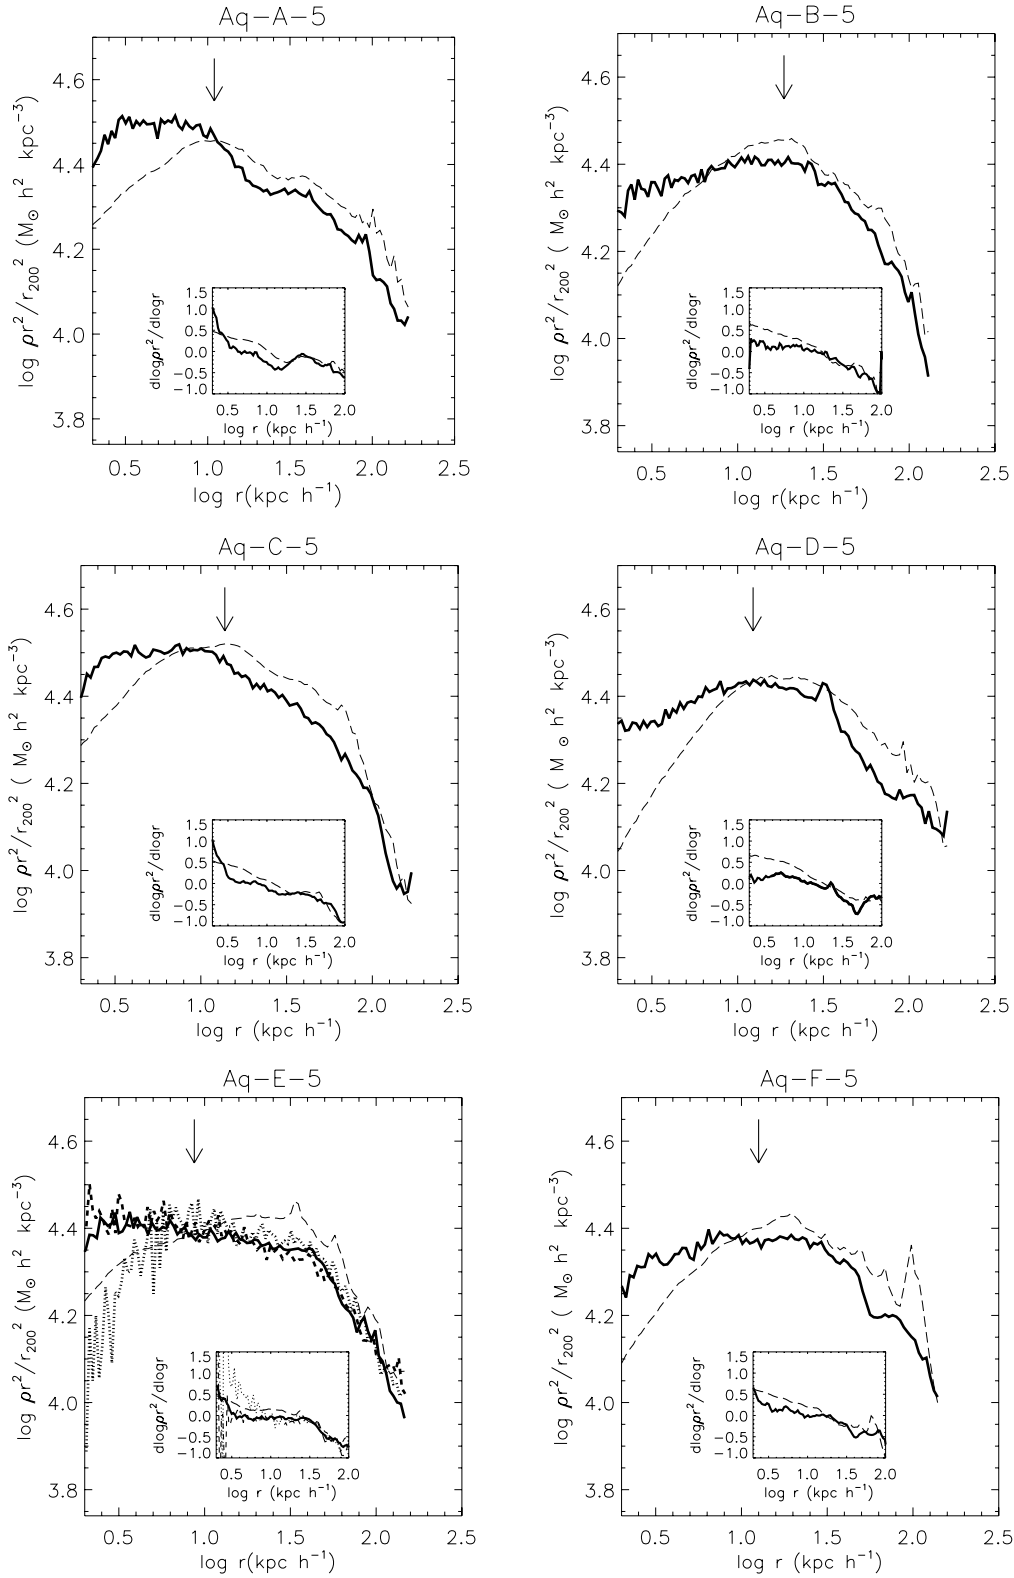 Aq-A-5
log ρr²/r₂₀₀² (M⊙ h² kpc⁻³)
4.6
4.4
4.2
4.0
3.8
dlogρr²/dlogr
1.5
1.0
0.5
0.0
-0.5
-1.0
0.5 1.0 1.5 2.0
log r (kpc h⁻¹)
0.5 1.0 1.5 2.0 2.5
log r(kpc h⁻¹)
Aq-B-5
log ρr²/r₂₀₀² ( M⊙ h² kpc⁻³)
4.6
4.4
4.2
4.0
3.8
dlogρr²/dlogr
1.5
1.0
0.5
0.0
-0.5
-1.0
0.5 1.0 1.5 2.0
log r (kpc h⁻¹)
0.5 1.0 1.5 2.0 2.5
log r(kpc h⁻¹)
Aq-C-5
log ρr²/r₂₀₀² ( M⊙ h² kpc⁻³)
4.6
4.4
4.2
4.0
3.8
dlogρr²/dlogr
1.5
1.0
0.5
0.0
-0.5
-1.0
0.5 1.0 1.5 2.0
log r (kpc h⁻¹)
0.5 1.0 1.5 2.0 2.5
log r (kpc h⁻¹)
Aq-D-5
log ρr²/r₂₀₀² ( M ⊙ h² kpc⁻³)
4.6
4.4
4.2
4.0
3.8
dlogρr²/dlogr
1.5
1.0
0.5
0.0
-0.5
-1.0
0.5 1.0 1.5 2.0
log r (kpc h⁻¹)
0.5 1.0 1.5 2.0 2.5
log r (kpc h⁻¹)
Aq-E-5
log ρr²/r₂₀₀² (M⊙ h² kpc⁻³)
4.6
4.4
4.2
4.0
3.8
dlogρr²/dlogr
1.5
1.0
0.5
0.0
-0.5
-1.0
0.5 1.0 1.5 2.0
log r (kpc h⁻¹)
0.5 1.0 1.5 2.0 2.5
log r(kpc h⁻¹)
Aq-F-5
log ρr²/r₂₀₀² ( M⊙ h² kpc⁻³)
4.6
4.4
4.2
4.0
3.8
dlogρr²/dlogr
1.5
1.0
0.5
0.0
-0.5
-1.0
0.5 1.0 1.5 2.0
log r (kpc h⁻¹)
0.5 1.0 1.5 2.0 2.5
log r (kpc h⁻¹)